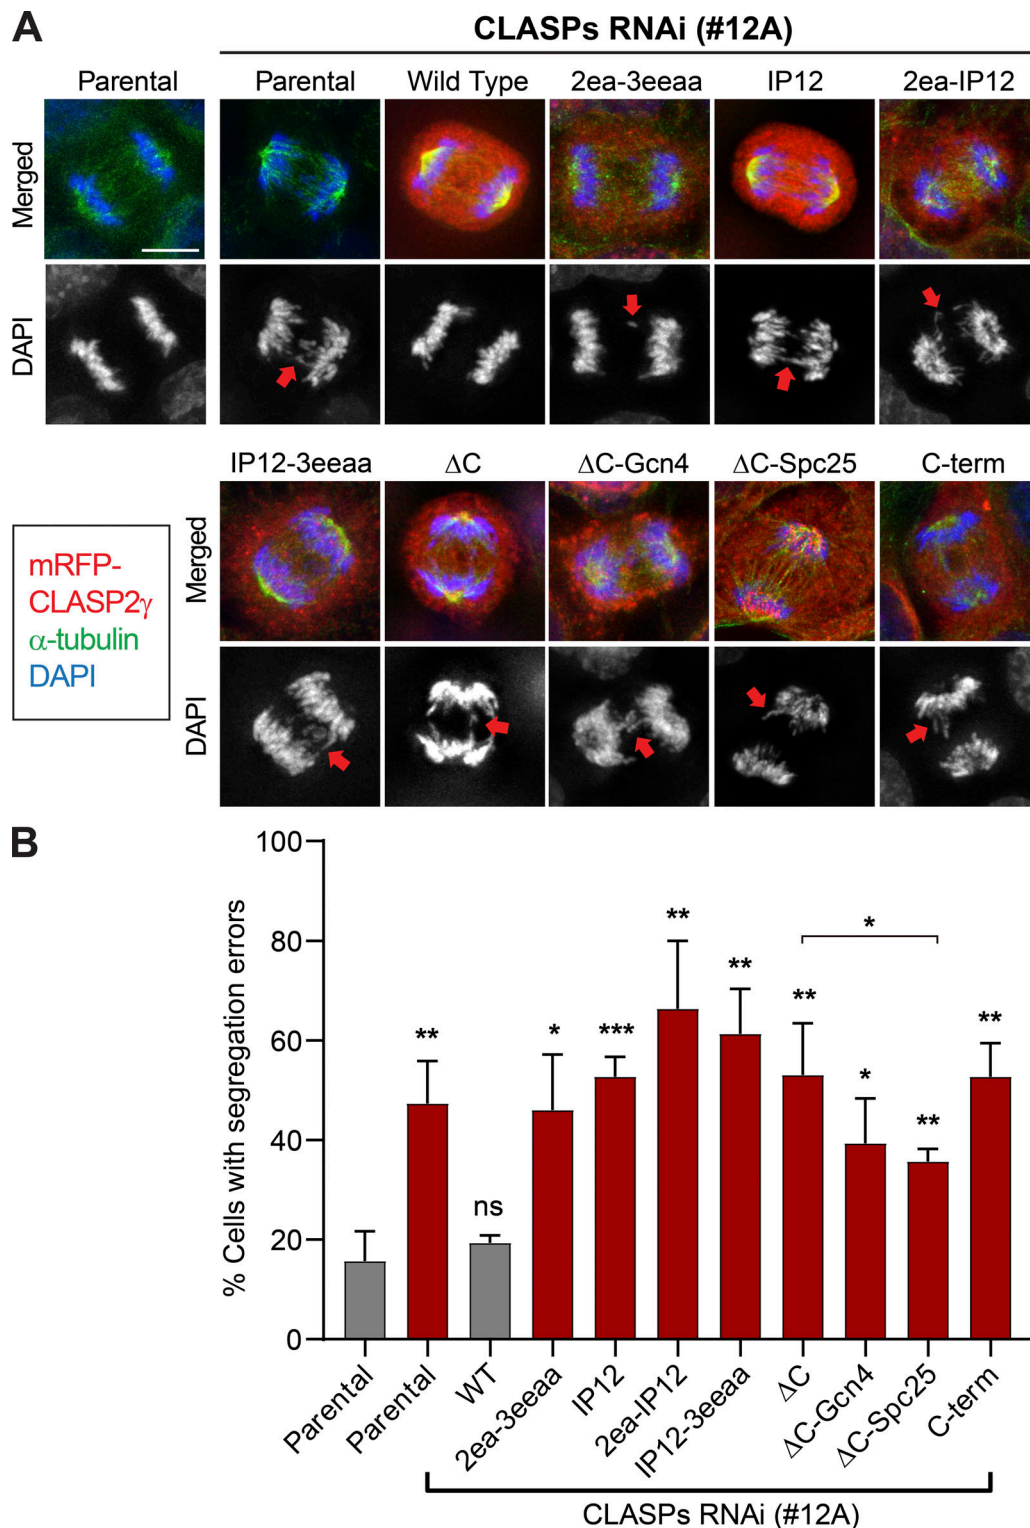 A
CLASPs RNAi (#12A)
Parental
Parental
Wild Type
2ea-3eeaa
IP12
2ea-IP12
Merged
DAPI
IP12-3eeaa
ΔC
ΔC-Gcn4
ΔC-Spc25
C-term
mRFP-
CLASP2γ
α-tubulin
DAPI
Merged
DAPI
B
% Cells with segregation errors
100
80
60
40
20
0
**
ns
*
***
**
**
**
*
**
**
*
Parental
Parental
WT
2ea-3eeaa
IP12
2ea-IP12
IP12-3eeaa
ΔC
ΔC-Gcn4
ΔC-Spc25
C-term
CLASPs RNAi (#12A)